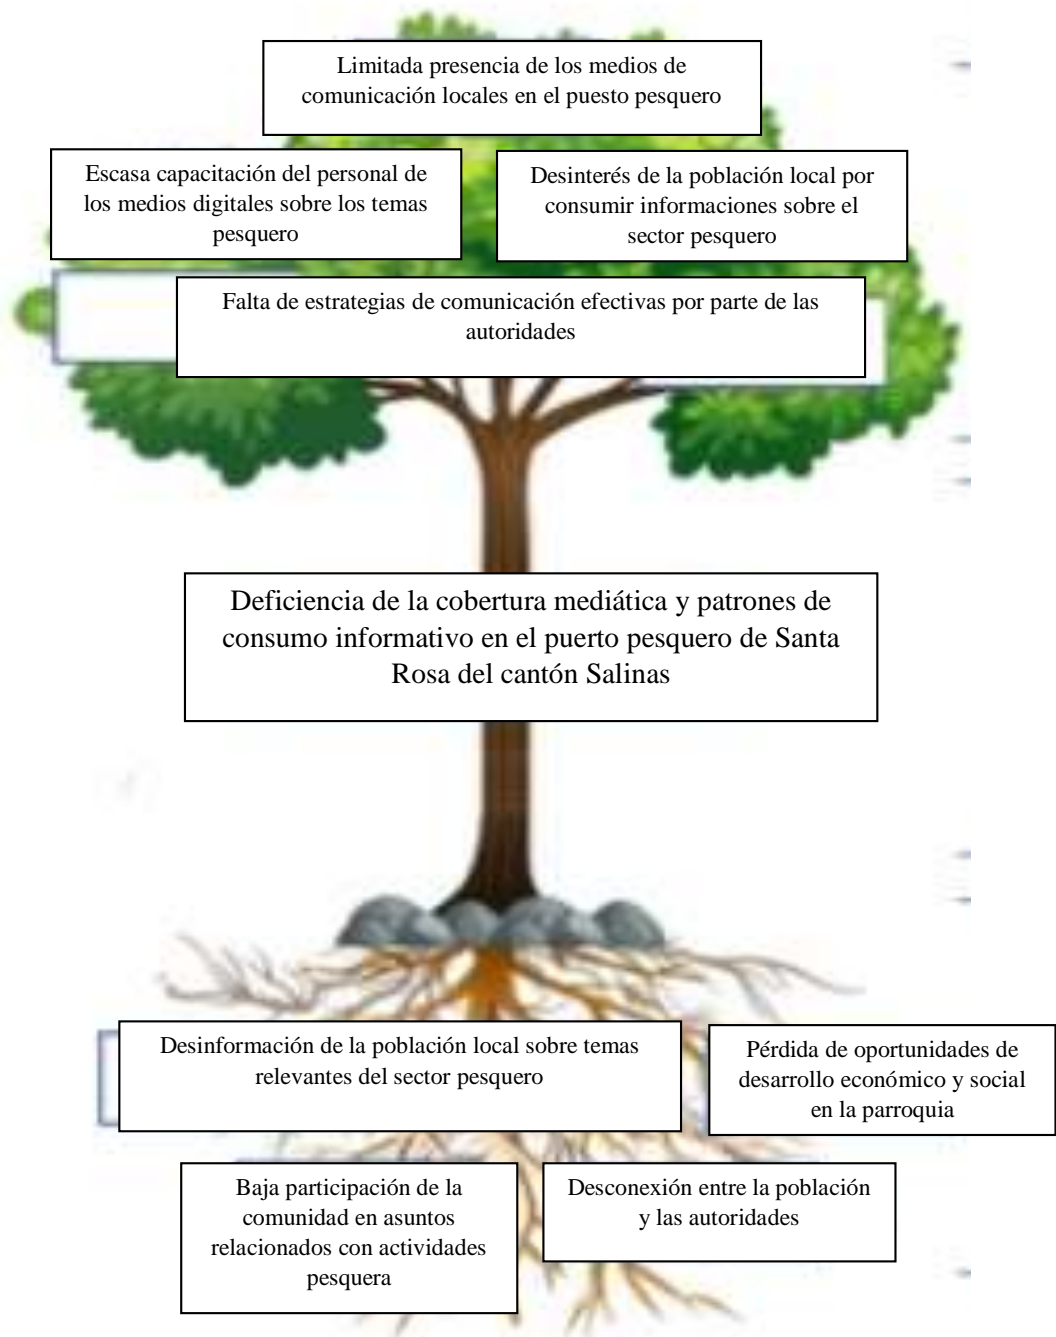 Limitada presencia de los medios de
comunicación locales en el puesto pesquero
Escasa capacitación del personal de
los medios digitales sobre los temas
pesquero
Desinterés de la población local por
consumir informaciones sobre el
sector pesquero
Falta de estrategias de comunicación efectivas por parte de las
autoridades
Deficiencia de la cobertura mediática y patrones de
consumo informativo en el puerto pesquero de Santa
Rosa del cantón Salinas
Desinformación de la población local sobre temas
relevantes del sector pesquero
Pérdida de oportunidades de
desarrollo económico y social
en la parroquia
Baja participación de la
comunidad en asuntos
relacionados con actividades
pesquera
Desconexión entre la población
y las autoridades